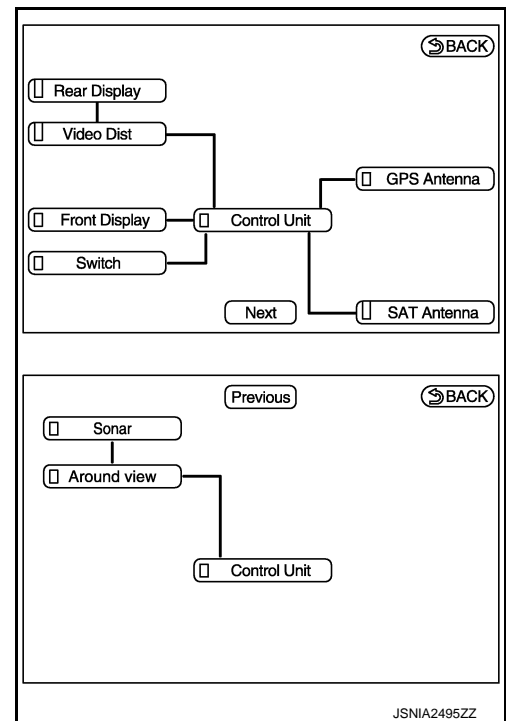 BACK
Rear Display
Video Dist
GPS Antenna
Front Display
Control Unit
Switch
Next
SAT Antenna
Previous
BACK
Sonar
Around view
Control Unit
JSNIA2495ZZ